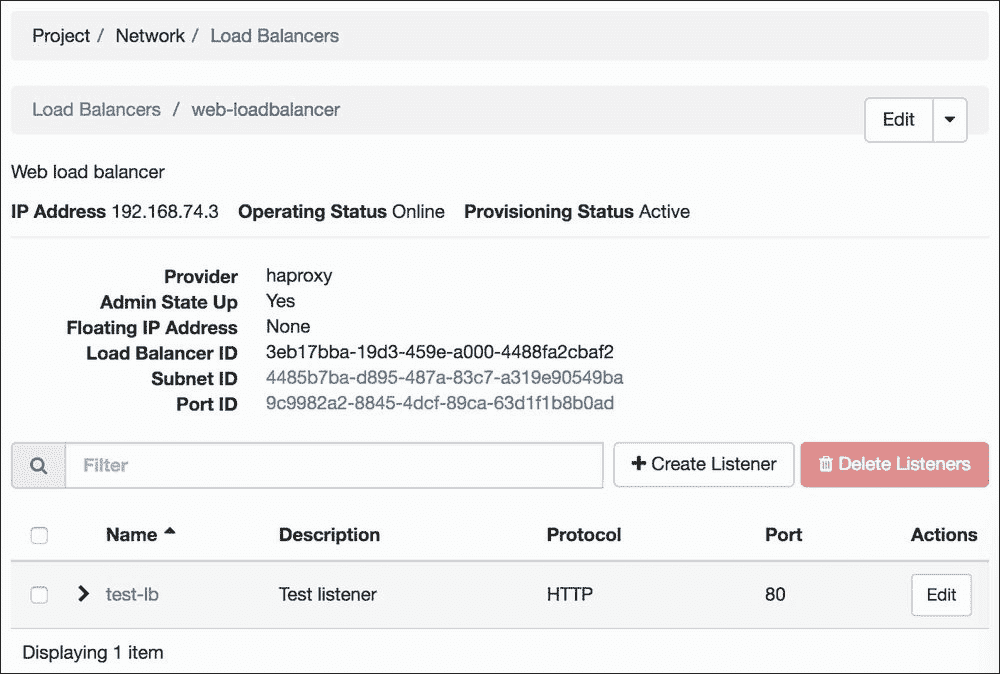 Project / Network / Load Balancers
Load Balancers / web-loadbalancer
Edit
Web load balancer
IP Address 192.168.74.3 Operating Status Online Provisioning Status Active
Provider haproxy
Admin State Up Yes
Floating IP Address None
Load Balancer ID 3eb17bba-19d3-459e-a000-4488fa2cbaf2
Subnet ID 4485b7ba-d895-487a-83c7-a319e90549ba
Port ID 9c9982a2-8845-4dcf-89ca-63d1f1b8b0ad
Filter + Create Listener Delete Listeners
Name Description Protocol Port Actions
test-lb Test listener HTTP 80 Edit
Displaying 1 item